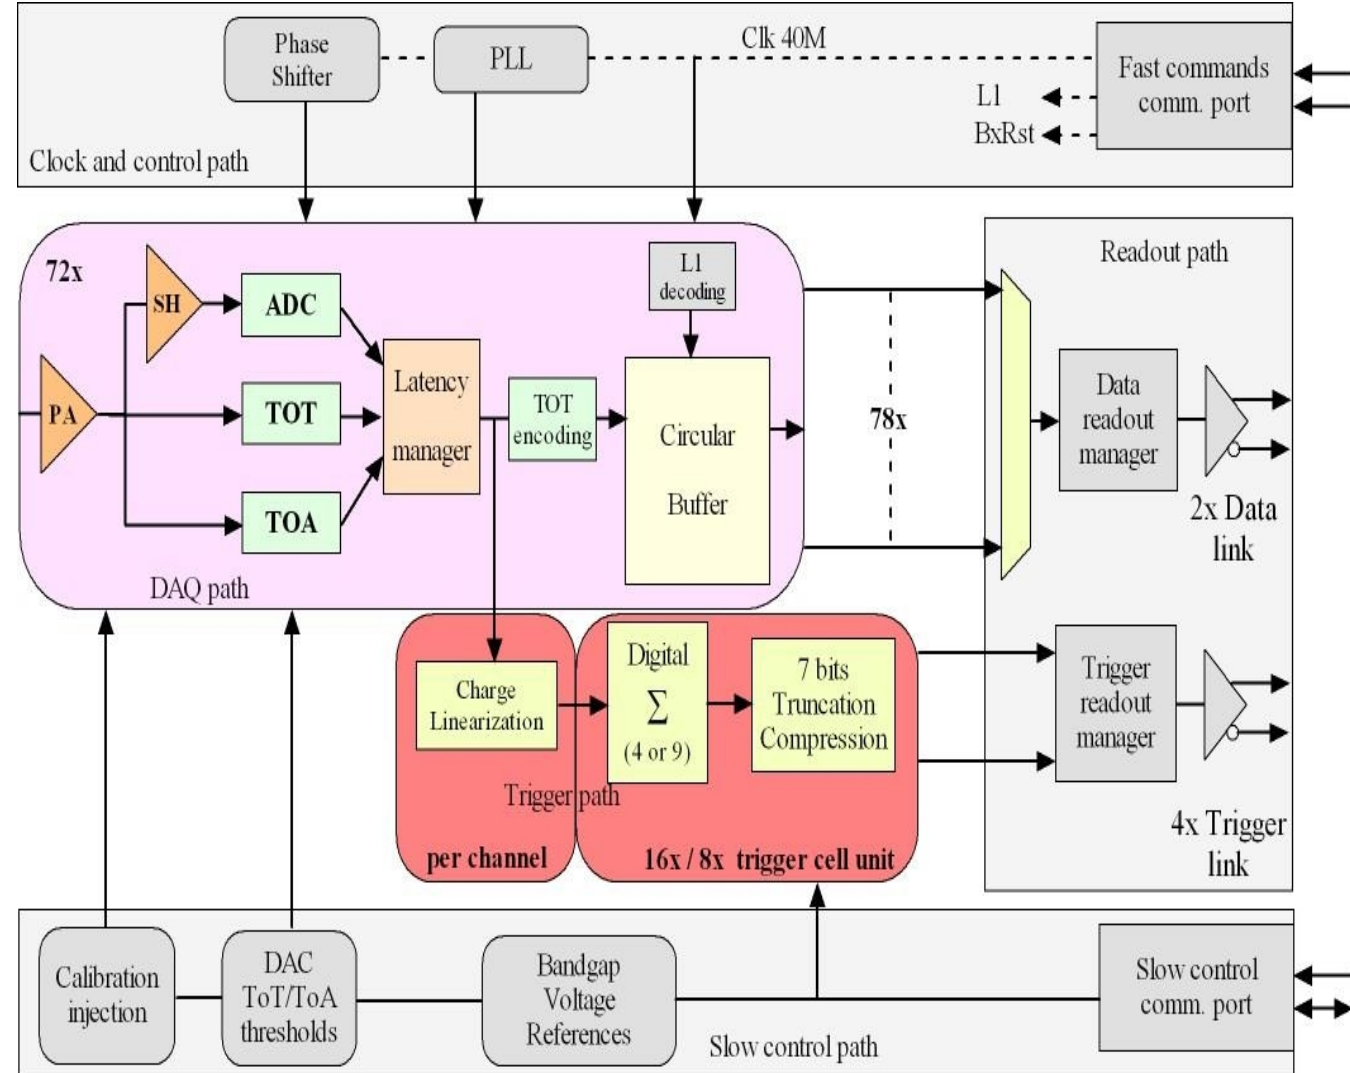 Phase
Shifter
PLL
Clk 40M
Fast commands
comm. port
L1
BxRst
Clock and control path
72x
SH
ADC
PA
TOT
TOA
Latency
manager
TOT
encoding
L1
decoding
Circular
Buffer
DAQ path
78x
Readout path
Data
readout
manager
2x Data
link
Charge
Linearization
Digital
Σ
(4 or 9)
7 bits
Truncation
Compression
Trigger path
per channel
16x / 8x trigger cell unit
Trigger
readout
manager
4x Trigger
link
Calibration
injection
DAC
ToT/ToA
thresholds
Bandgap
Voltage
References
Slow control
comm. port
Slow control path